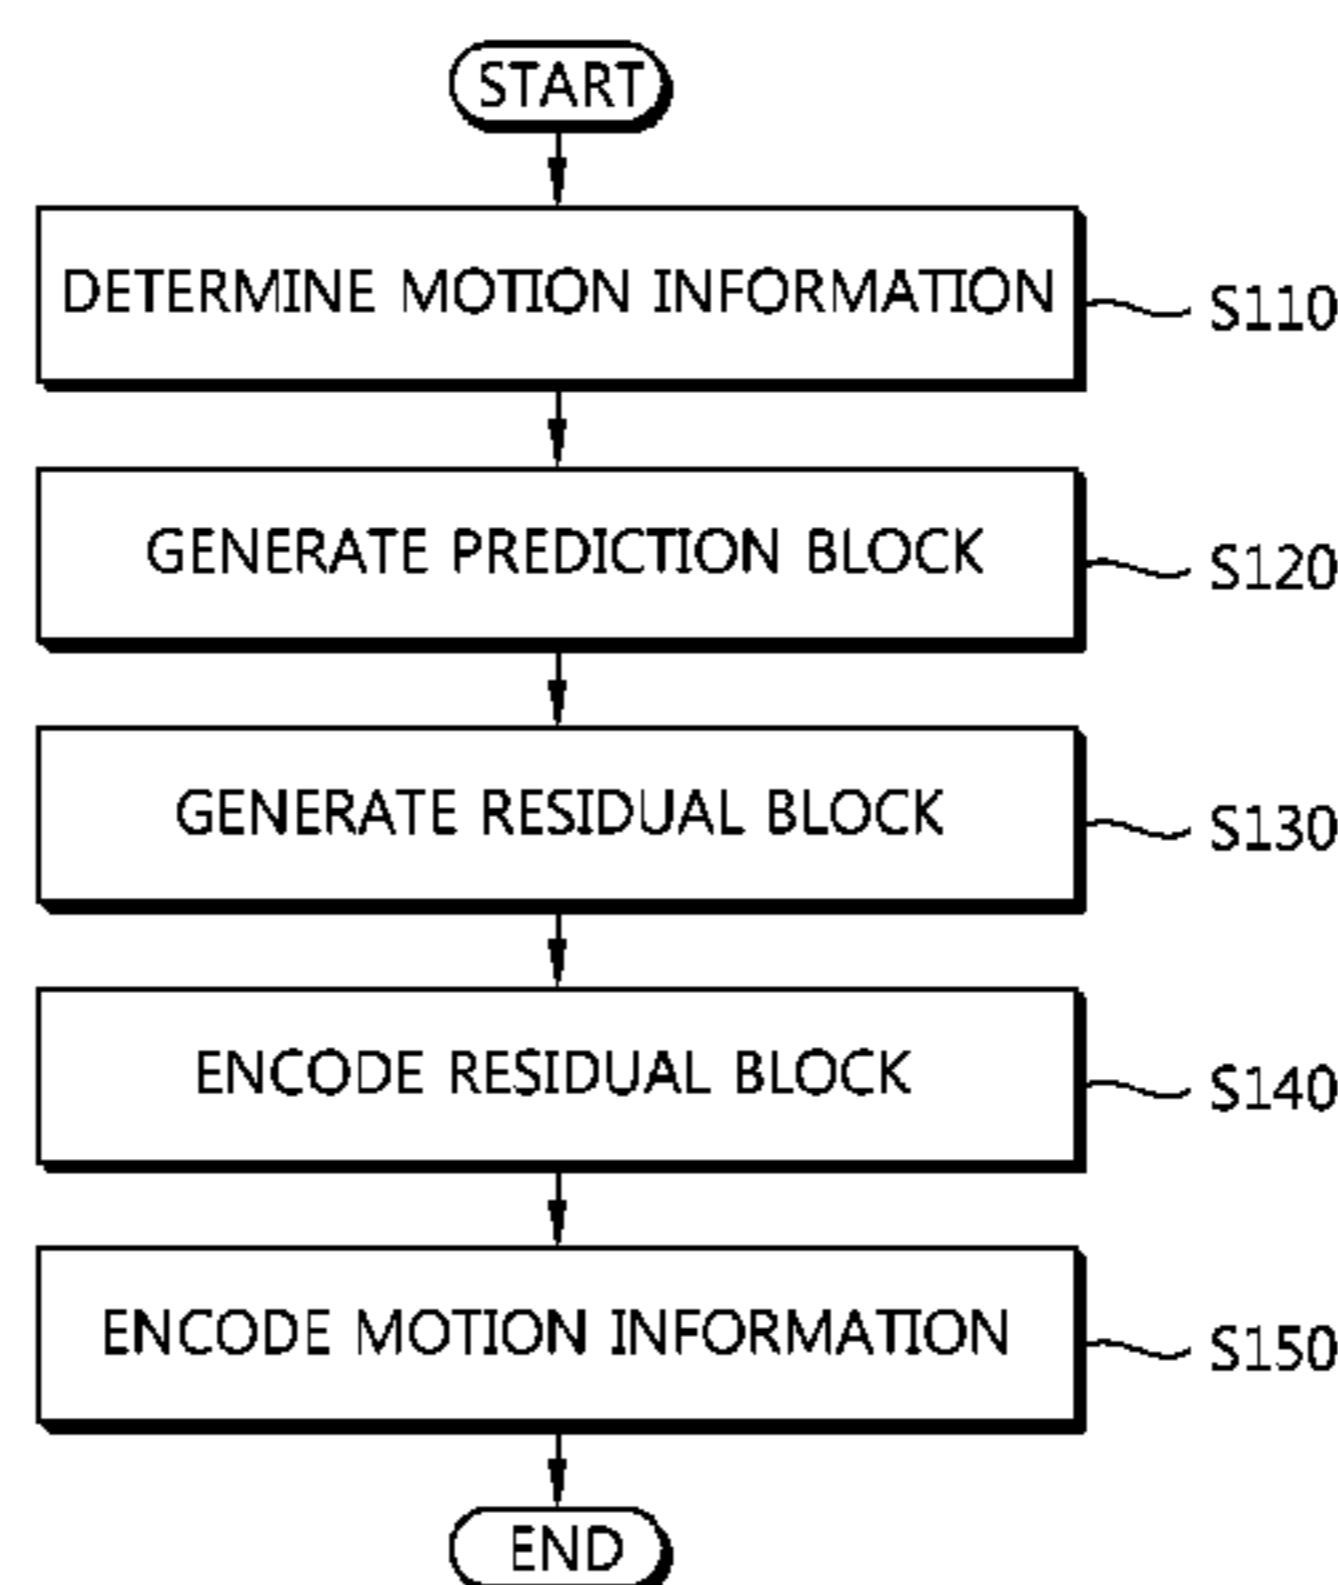 START
DETERMINE MOTION INFORMATION
S110
GENERATE PREDICTION BLOCK
S120
GENERATE RESIDUAL BLOCK
S130
ENCODE RESIDUAL BLOCK
S140
ENCODE MOTION INFORMATION
S150
END